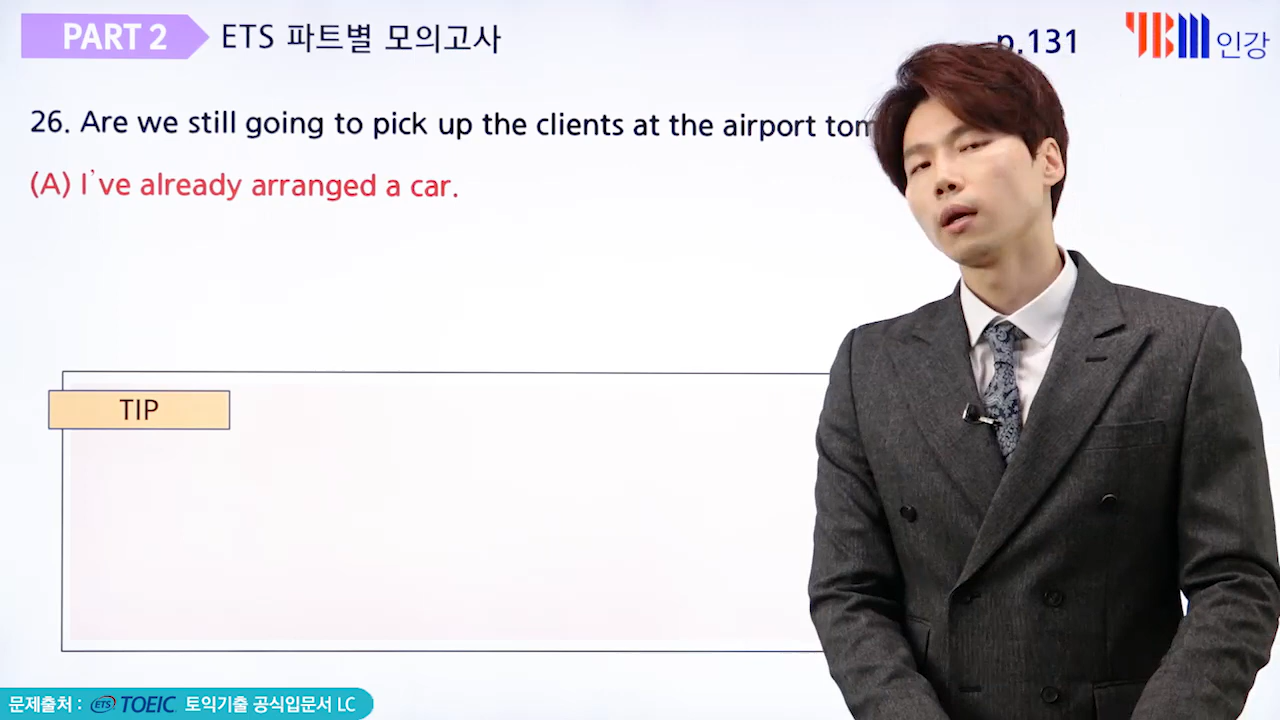 PART 2 ETS 파트별 모의고사 p.131 YBM 인강
26. Are we still going to pick up the clients at the airport
(A) I've already arranged a car.
TIP
문제출처 : ETS TOEIC 토익기출 공식입문서 LC